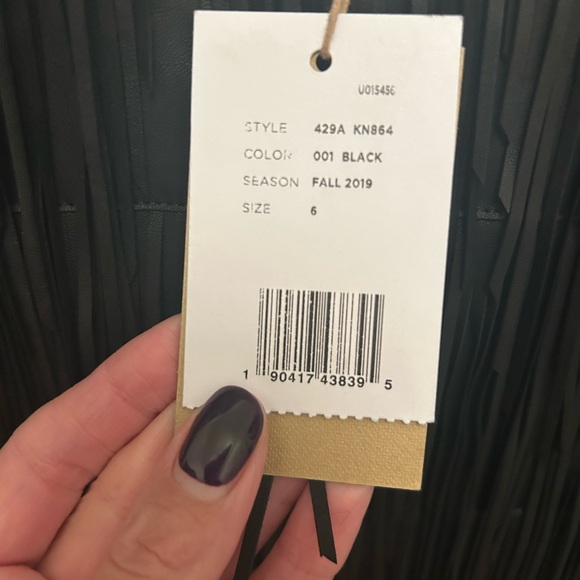 U015456
STYLE 429A KN864
COLOR 001 BLACK
SEASON FALL 2019
SIZE 6
1 90417 43839 5